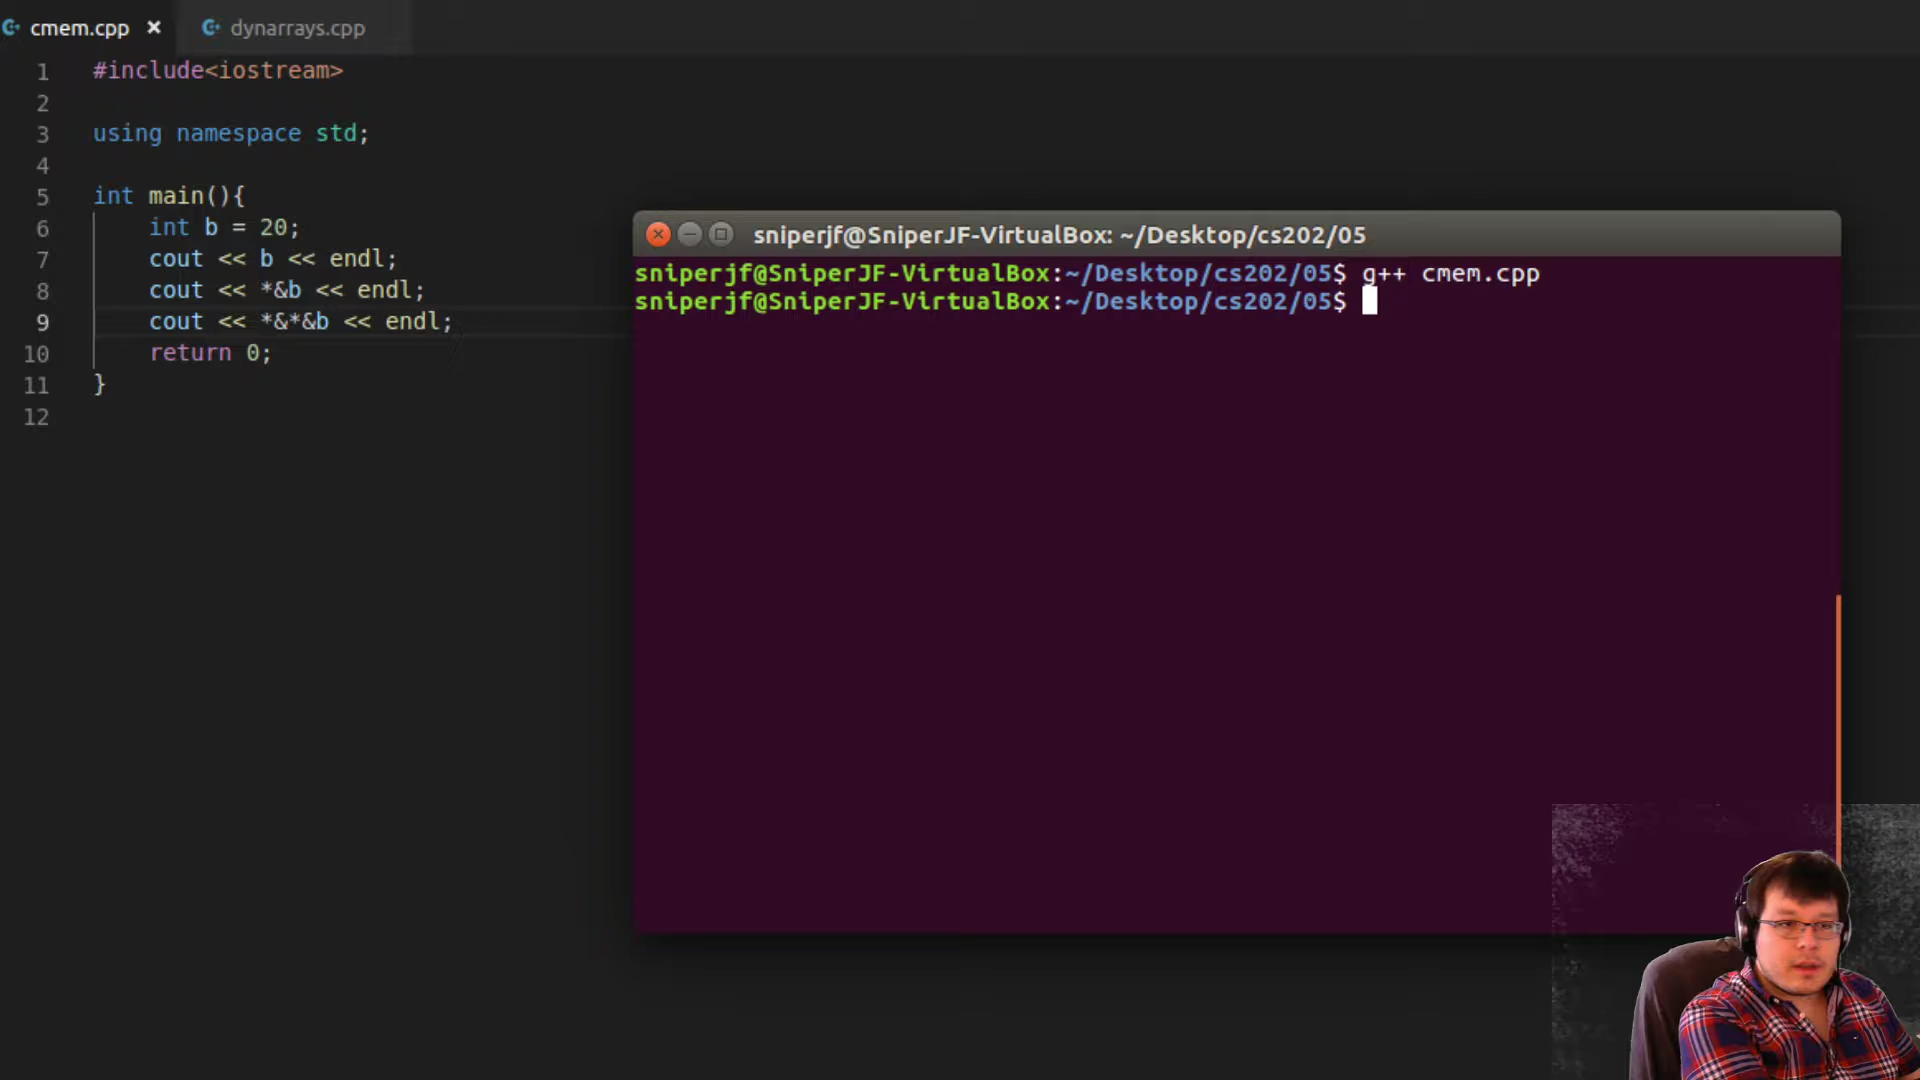 cmem.cpp ×
dynarrays.cpp
1 #include<iostream>
2
3 using namespace std;
4
5 int main(){
6 int b = 20;
7 cout << b << endl;
8 cout << *&b << endl;
9 cout << *&*&b << endl;
10 return 0;
11 }
12
sniperjf@SniperJF-VirtualBox: ~/Desktop/cs202/05
sniperjf@SniperJF-VirtualBox:~/Desktop/cs202/05$ g++ cmem.cpp
sniperjf@SniperJF-VirtualBox:~/Desktop/cs202/05$